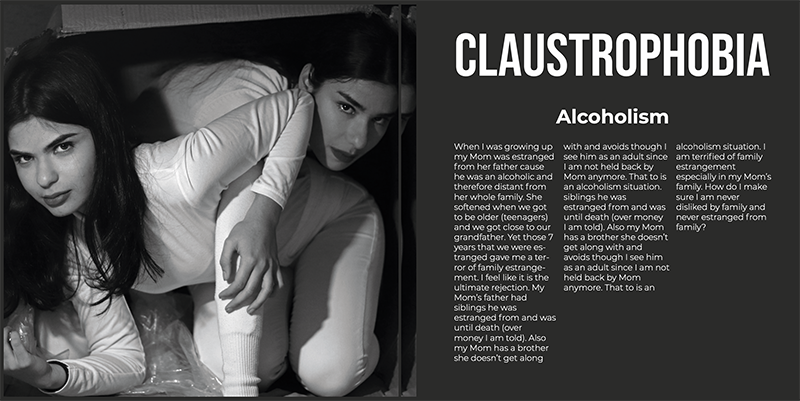 CLAUSTROPHOBIA
Alcoholism
When I was growing up
my Mom was estranged
from her father cause
he was an alcoholic and
therefore distant from
her whole family. She
softened when we got
to be older (teenagers)
and we got close to our
grandfather. Yet those 7
years that we were es-
tranged gave me a ter-
ror of family estrange-
ment. I feel like it is the
ultimate rejection. My
Mom's father had
siblings he was
estranged from and was
until death (over
money I am told). Also
my Mom has a brother
she doesn't get along
with and avoids though I
see him as an adult since
I am not held back by
Mom anymore. That to is
an alcoholism situation.
siblings he was
estranged from and was
until death (over money
I am told). Also my Mom
has a brother she doesn't
get along with and
avoids though I see him
as an adult since I am not
held back by Mom
anymore. That to is an
alcoholism situation. I
am terrified of family
estrangement
especially in my Mom's
family. How do I make
sure I am never
disliked by family and
never estranged from
family?